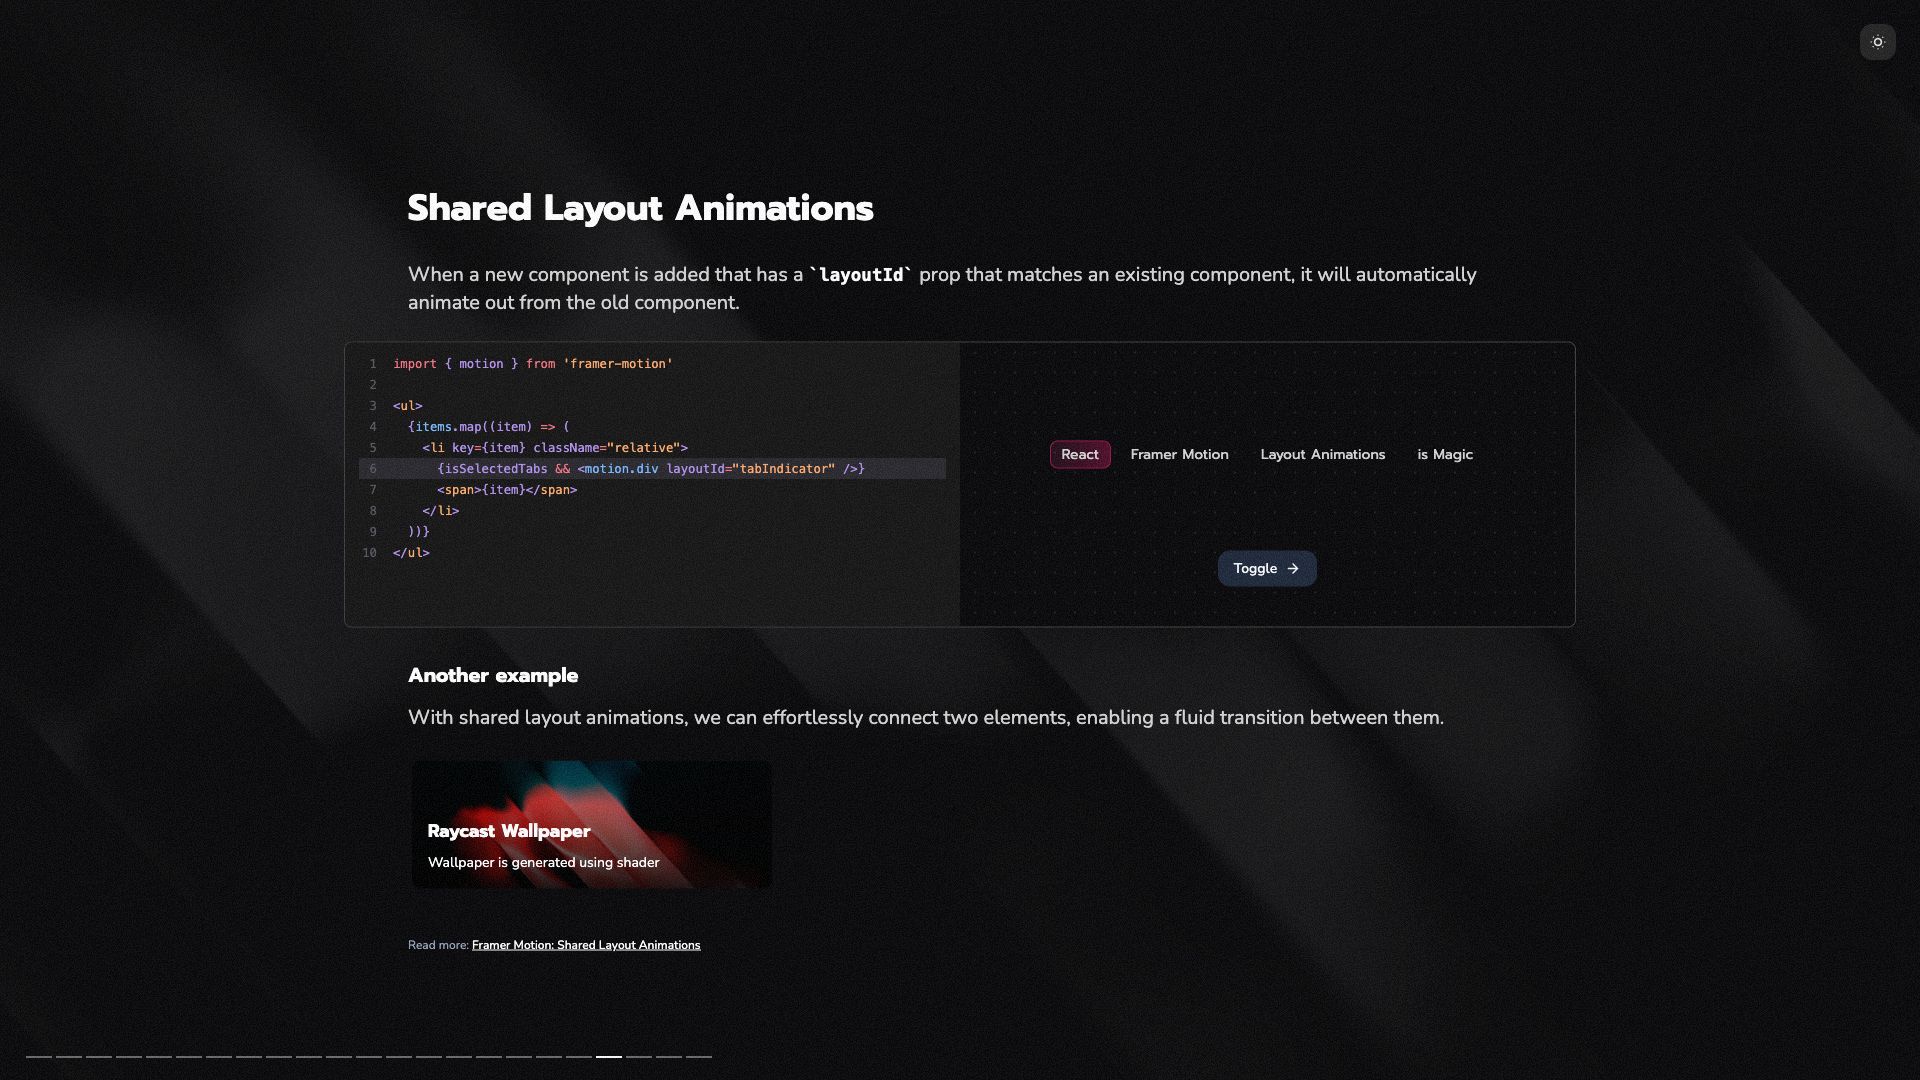 Shared Layout Animations
When a new component is added that has a `layoutId` prop that matches an existing component, it will automatically
animate out from the old component.
1 import { motion } from 'framer-motion'
2
3 <ul>
4 {items.map((item) => (
5 <li key={item} className="relative">
6 {isSelectedTabs && <motion.div layoutId="tabIndicator" />}
7 <span>{item}</span>
8 </li>
9 ))}
10 </ul>
React Framer Motion Layout Animations is Magic
Toggle →
Another example
With shared layout animations, we can effortlessly connect two elements, enabling a fluid transition between them.
Raycast Wallpaper
Wallpaper is generated using shader
Read more: Framer Motion: Shared Layout Animations